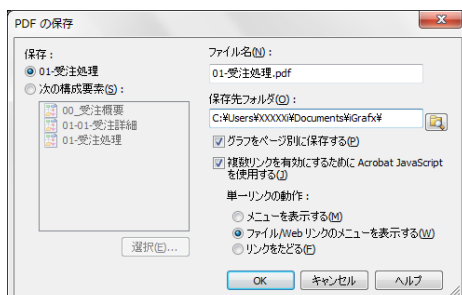 PDF の保存
保存：
01-受注処理
次の構成要素(S)：
00_受注概要
01-01-受注詳細
01-受注処理
選択(E)...
ファイル名(N)：
01-受注処理.pdf
保存先フォルダ(O)：
C:¥Users¥XXXXXi¥Documents¥iGrafx¥
グラフをページ別に保存する(P)
複数リンクを有効にするために Acrobat JavaScript
を使用する(J)
単一リンクの動作：
メニューを表示する(M)
ファイル/Web リンクのメニューを表示する(W)
リンクをたどる(F)
OK
キャンセル
ヘルプ